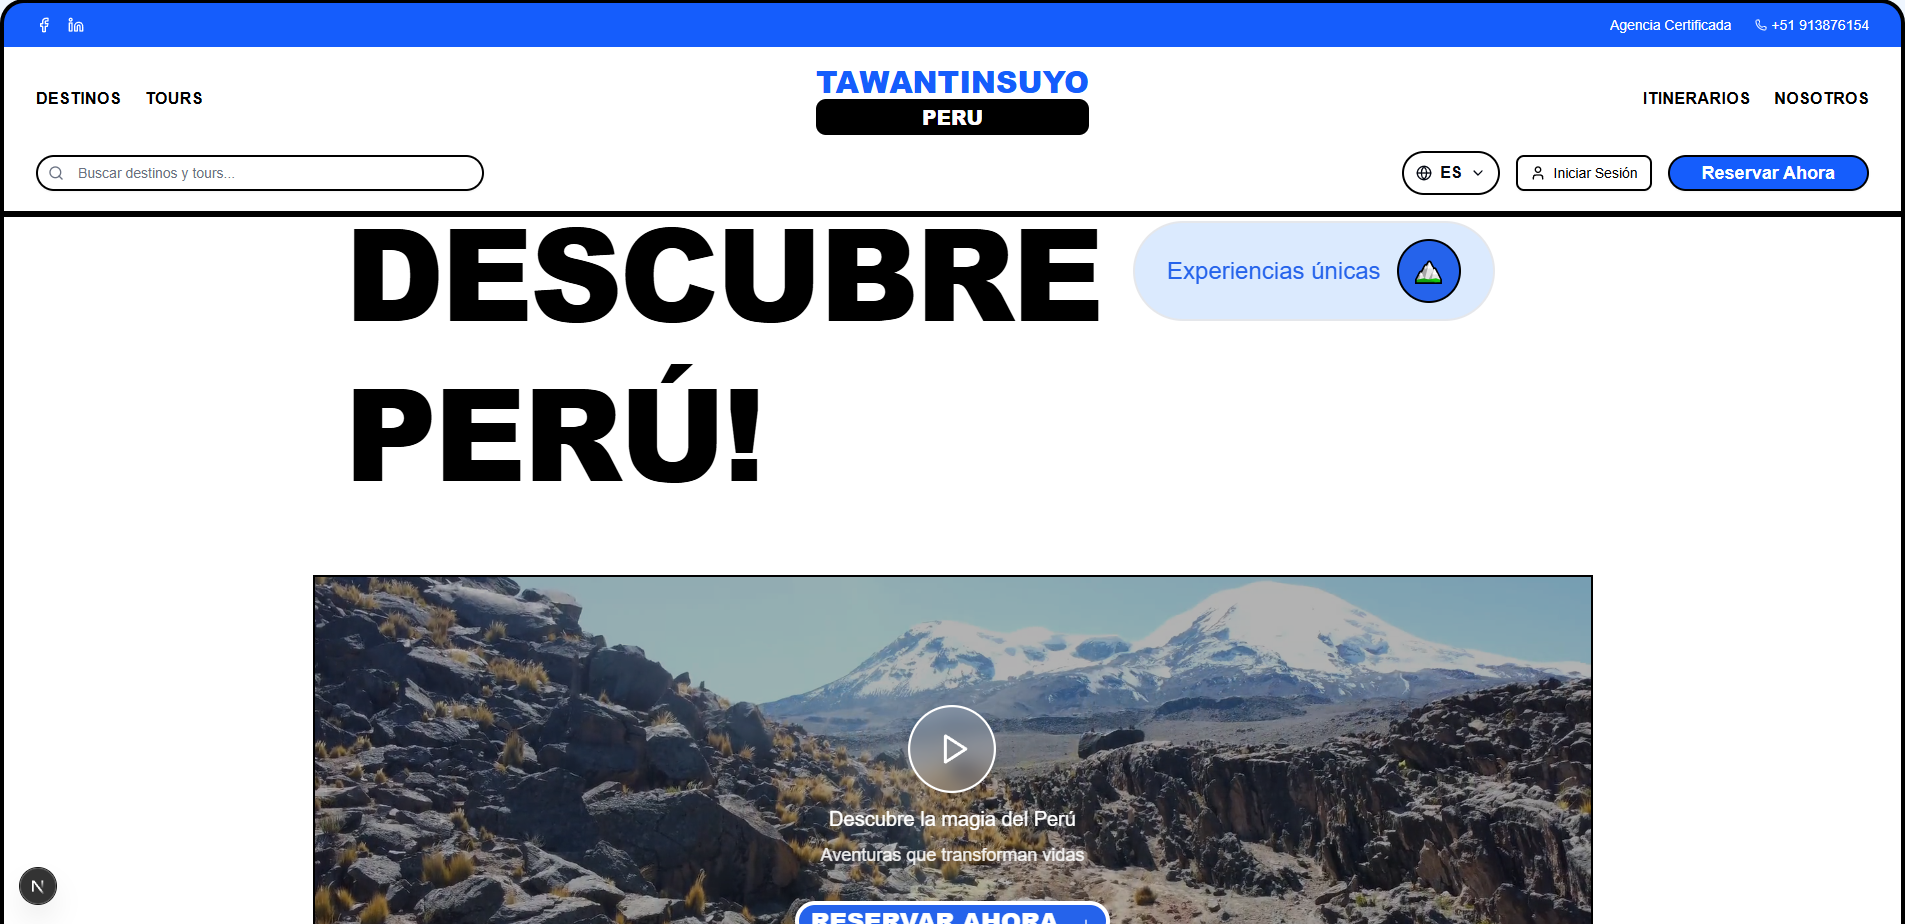 Agencia Certificada
+51 913876154
DESTINOS
TOURS
TAWANTINSUYO
PERU
ITINERARIOS
NOSOTROS
Buscar destinos y tours...
ES
Iniciar Sesión
Reservar Ahora
DESCUBRE
Experiencias únicas
PERÚ!
Descubre la magia del Perú
Aventuras que transforman vidas
RESERVAR AHORA
N